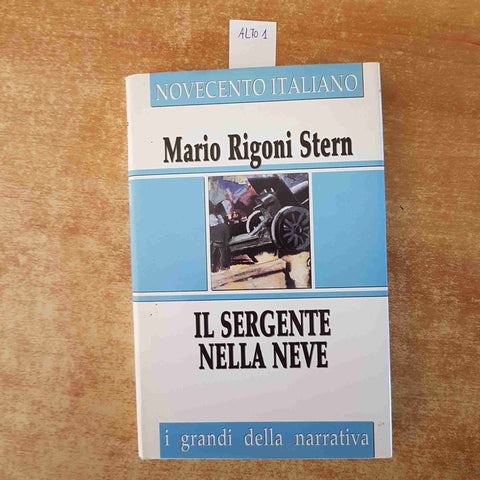 ALTO 1
NOVECENTO ITALIANO
Mario Rigoni Stern
IL SERGENTE
NELLA NEVE
i grandi della narrativa